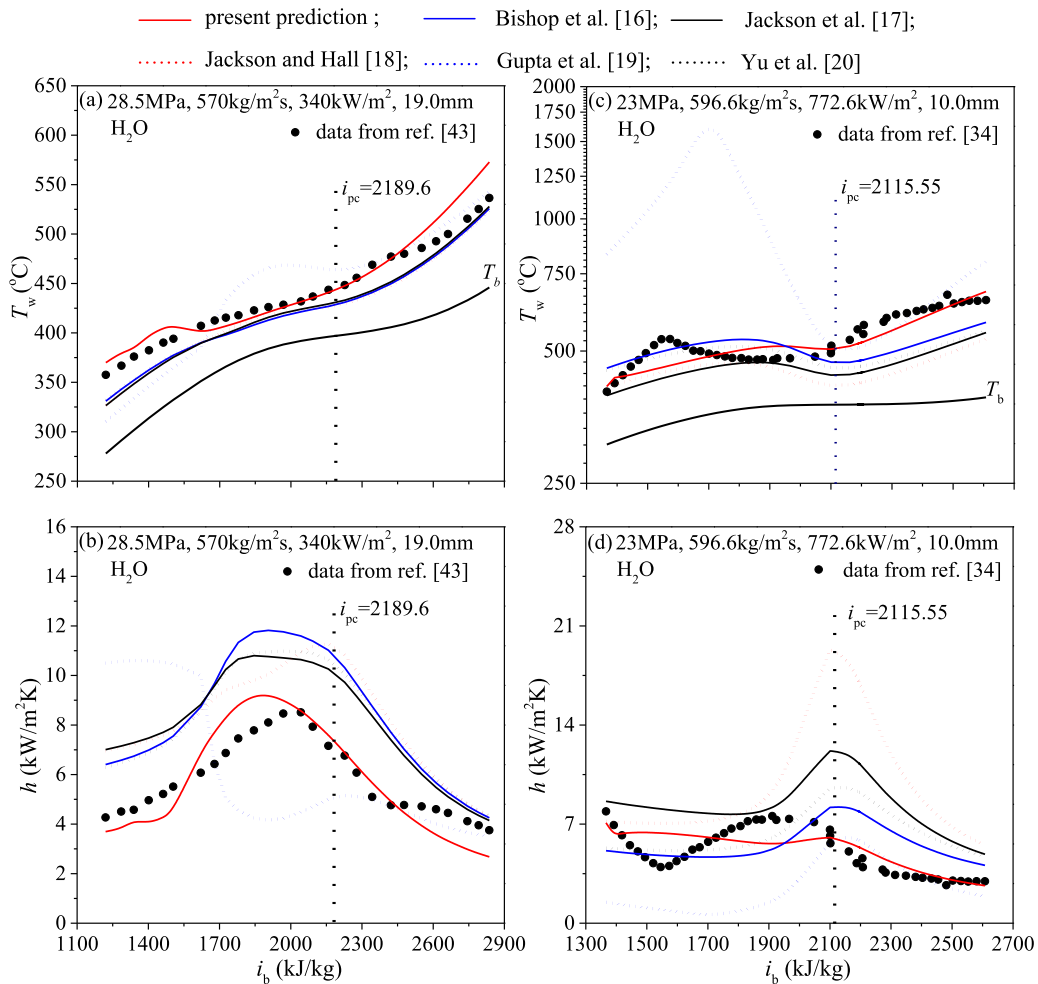 present prediction ; Bishop et al. [16]; Jackson et al. [17];
Jackson and Hall [18]; Gupta et al. [19]; Yu et al. [20]
(a) 28.5MPa, 570kg/m²s, 340kW/m², 19.0mm
H₂O
data from ref. [43]
i_pc=2189.6
T_b
T_w (°C)
650
600
550
500
450
400
350
300
250
(c) 23MPa, 596.6kg/m²s, 772.6kW/m², 10.0mm
H₂O
data from ref. [34]
i_pc=2115.55
T_b
T_w (°C)
2000
1500
1250
1000
750
500
250
(b) 28.5MPa, 570kg/m²s, 340kW/m², 19.0mm
H₂O
data from ref. [43]
i_pc=2189.6
h (kW/m²K)
16
14
12
10
8
6
4
2
0
1100 1400 1700 2000 2300 2600 2900
i_b (kJ/kg)
(d) 23MPa, 596.6kg/m²s, 772.6kW/m², 10.0mm
H₂O
data from ref. [34]
i_pc=2115.55
h (kW/m²K)
28
21
14
7
0
1300 1500 1700 1900 2100 2300 2500 2700
i_b (kJ/kg)